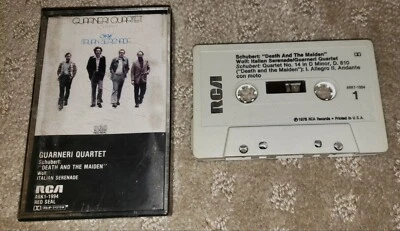 GUARNERI QUARTET
ITALIAN SERENADE
GUARNERI QUARTET
Schubert:
"DEATH AND THE MAIDEN"
Wolf:
ITALIAN SERENADE
RCA
ARK1-1994
RED SEAL
DOLBY SYSTEM
Schubert: "Death And The Maiden"
Wolf: Italian Serenade/Guarneri Quartet
Schubert: Quartet No. 14 in D Minor, D. 810
("Death and the Maiden"): I. Allegro II. Andante
con moto
RCA
ARK1-1994
1
© 1976 RCA Records • Printed in U.S.A.